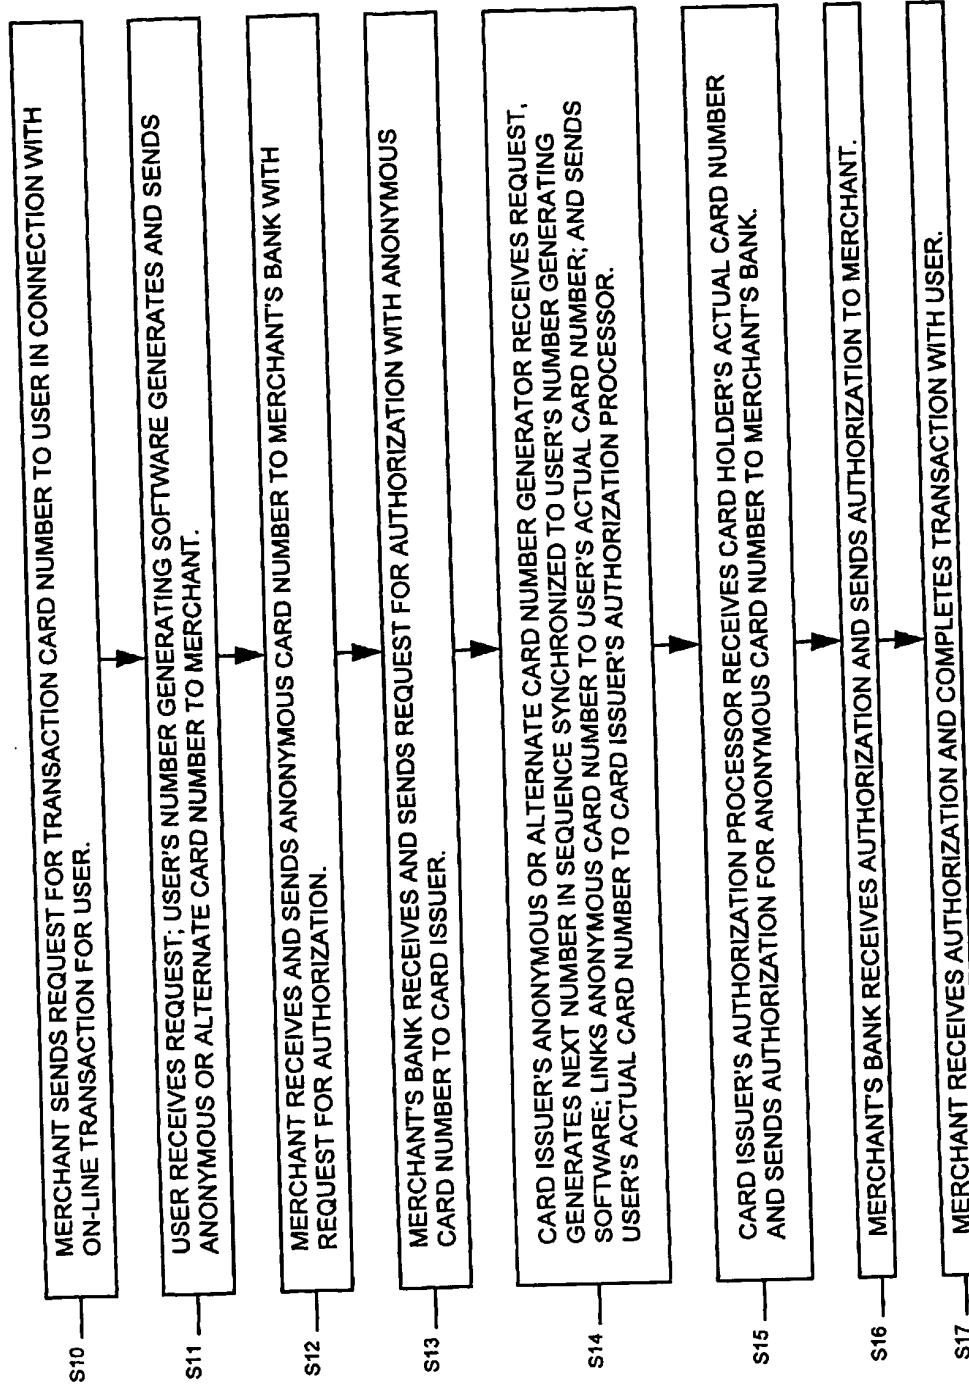 S10
MERCHANT SENDS REQUEST FOR TRANSACTION CARD NUMBER TO USER IN CONNECTION WITH
ON-LINE TRANSACTION FOR USER.
S11
USER RECEIVES REQUEST; USER'S NUMBER GENERATING SOFTWARE GENERATES AND SENDS
ANONYMOUS OR ALTERNATE CARD NUMBER TO MERCHANT.
S12
MERCHANT RECEIVES AND SENDS ANONYMOUS CARD NUMBER TO MERCHANT'S BANK WITH
REQUEST FOR AUTHORIZATION.
S13
MERCHANT'S BANK RECEIVES AND SENDS REQUEST FOR AUTHORIZATION WITH ANONYMOUS
CARD NUMBER TO CARD ISSUER.
S14
CARD ISSUER'S ANONYMOUS OR ALTERNATE CARD NUMBER GENERATOR RECEIVES REQUEST,
GENERATES NEXT NUMBER IN SEQUENCE SYNCHRONIZED TO USER'S NUMBER GENERATING
SOFTWARE; LINKS ANONYMOUS CARD NUMBER TO USER'S ACTUAL CARD NUMBER; AND SENDS
USER'S ACTUAL CARD NUMBER TO CARD ISSUER'S AUTHORIZATION PROCESSOR.
S15
CARD ISSUER'S AUTHORIZATION PROCESSOR RECEIVES CARD HOLDER'S ACTUAL CARD NUMBER
AND SENDS AUTHORIZATION FOR ANONYMOUS CARD NUMBER TO MERCHANT'S BANK.
S16
MERCHANT'S BANK RECEIVES AUTHORIZATION AND SENDS AUTHORIZATION TO MERCHANT.
S17
MERCHANT RECEIVES AUTHORIZATION AND COMPLETES TRANSACTION WITH USER.